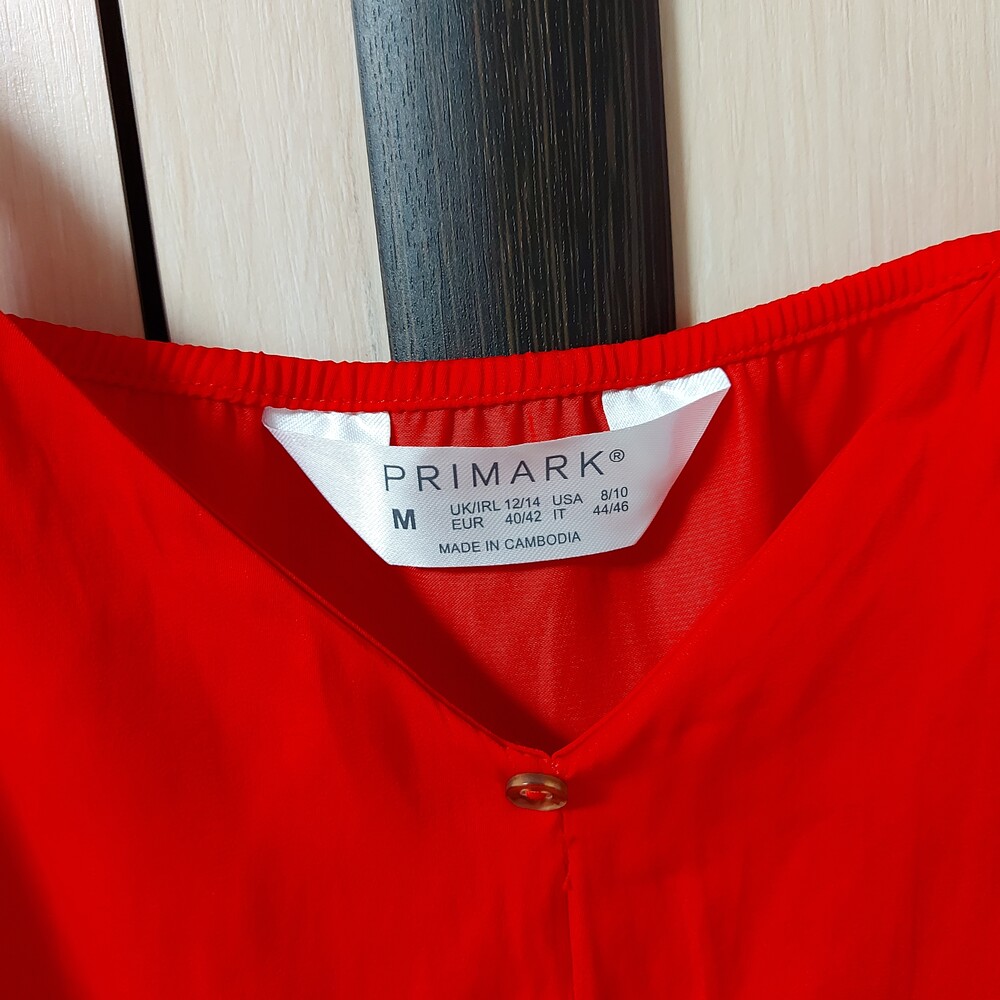 PRIMARK®
M UK/IRL 12/14 USA 8/10
EUR 40/42 IT 44/46
MADE IN CAMBODIA